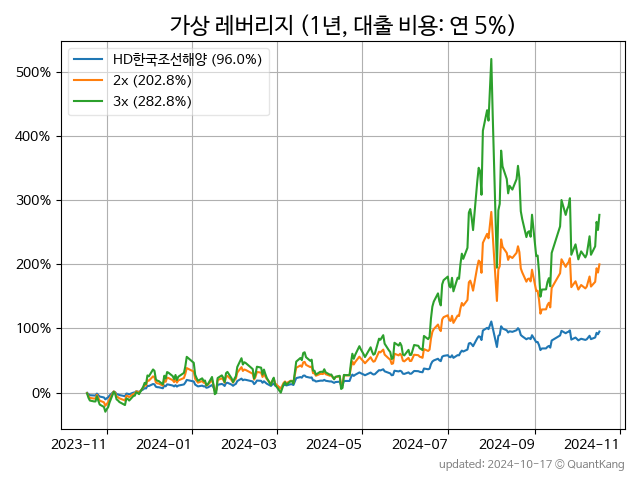 가상 레버리지 (1년, 대출 비용: 연 5%)
HD한국조선해양 (96.0%)
2x (202.8%)
3x (282.8%)
500%
400%
300%
200%
100%
0%
2023-11 2024-01 2024-03 2024-05 2024-07 2024-09 2024-11
updated: 2024-10-17 © QuantKang